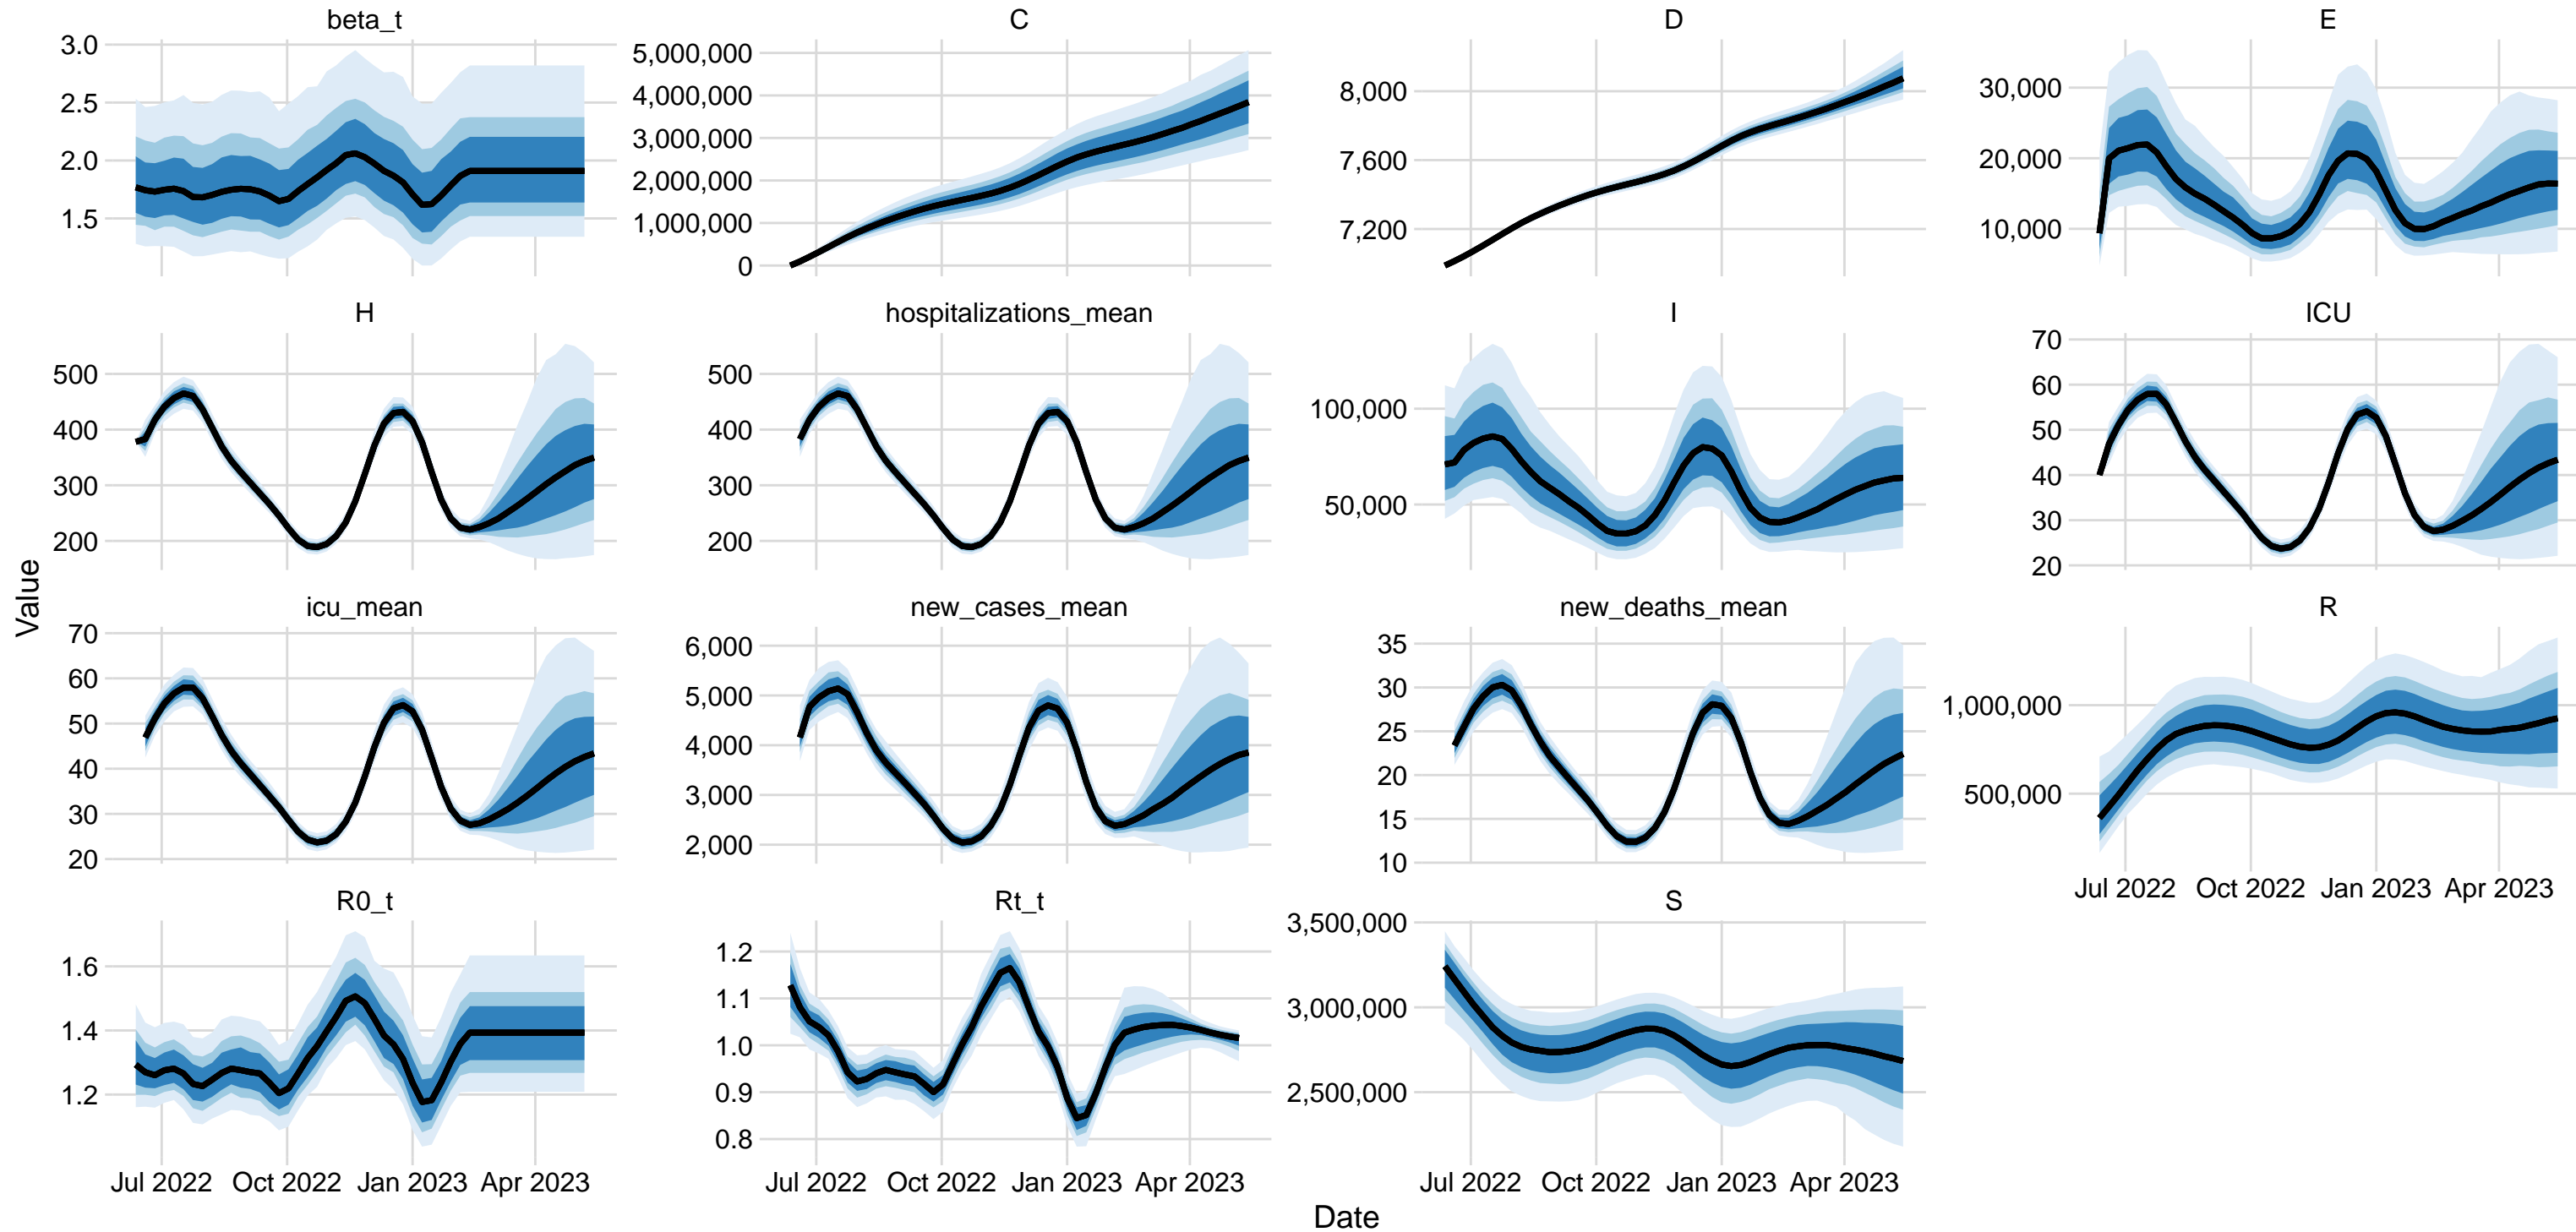 beta_t
C
D
E
3.0
2.5
2.0
1.5
5,000,000
4,000,000
3,000,000
2,000,000
1,000,000
0
8,000
7,600
7,200
30,000
20,000
10,000
H
hospitalizations_mean
I
ICU
500
400
300
200
500
400
300
200
100,000
50,000
70
60
50
40
30
20
Value
icu_mean
new_cases_mean
new_deaths_mean
R
70
60
50
40
30
20
6,000
5,000
4,000
3,000
2,000
35
30
25
20
15
10
1,000,000
500,000
Jul 2022 Oct 2022 Jan 2023 Apr 2023
R0_t
Rt_t
S
1.6
1.4
1.2
1.2
1.1
1.0
0.9
0.8
3,500,000
3,000,000
2,500,000
Jul 2022 Oct 2022 Jan 2023 Apr 2023
Jul 2022 Oct 2022 Jan 2023 Apr 2023
Jul 2022 Oct 2022 Jan 2023 Apr 2023
Date